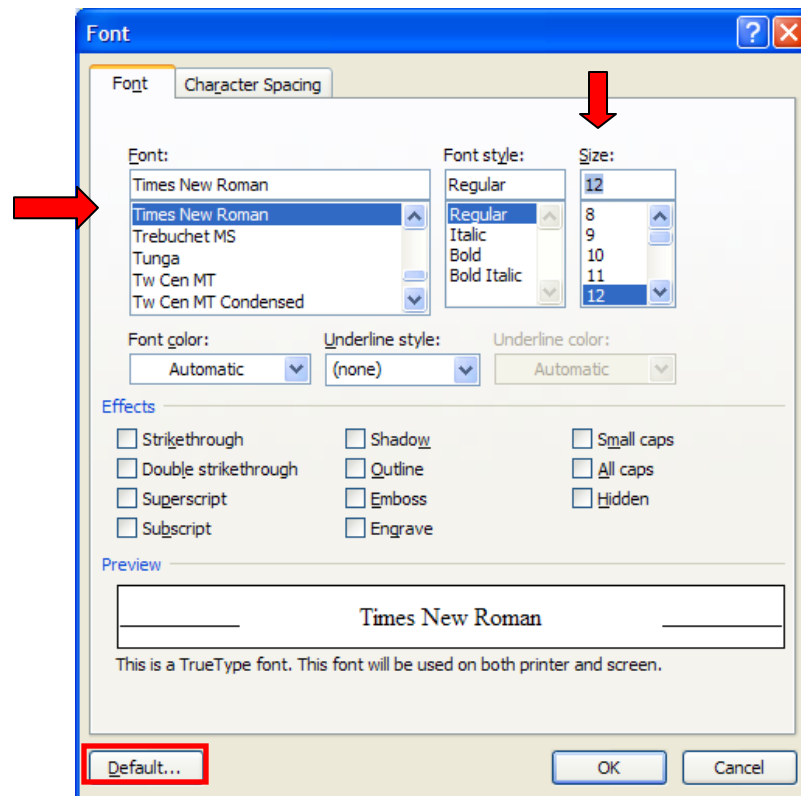 Font
Font Character Spacing
Font: Font style: Size:
Times New Roman Regular 12
Times New Roman Regular 8
Trebuchet MS Italic 9
Tunga Bold 10
Tw Cen MT Bold Italic 11
Tw Cen MT Condensed 12
Font color: Underline style: Underline color:
Automatic (none) Automatic
Effects
Strikethrough Shadow Small caps
Double strikethrough Outline All caps
Superscript Emboss Hidden
Subscript Engrave
Preview
Times New Roman
This is a TrueType font. This font will be used on both printer and screen.
Default... OK Cancel